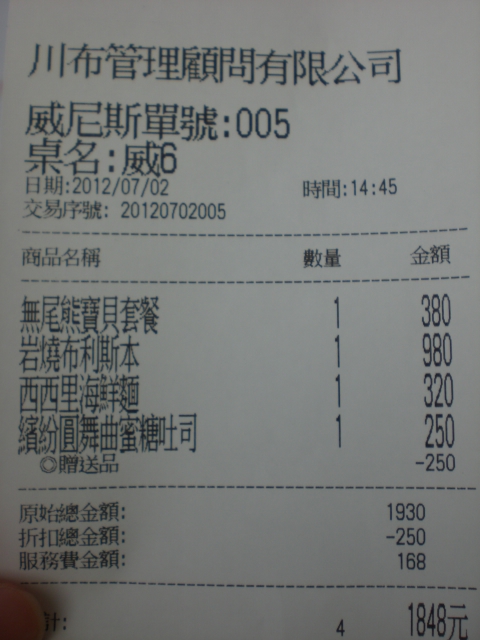 川布管理顧問有限公司
威尼斯單號:005
桌名:威6
日期:2012/07/02 時間:14:45
交易序號: 20120702005
商品名稱 數量 金額
無尾熊寶貝套餐 1 380
岩燒布利斯本 1 980
西西里海鮮麵 1 320
繽紛圓舞曲蜜糖吐司 1 250
◎贈送品 -250
原始總金額: 1930
折扣總金額: -250
服務費金額: 168
計: 4 1848元